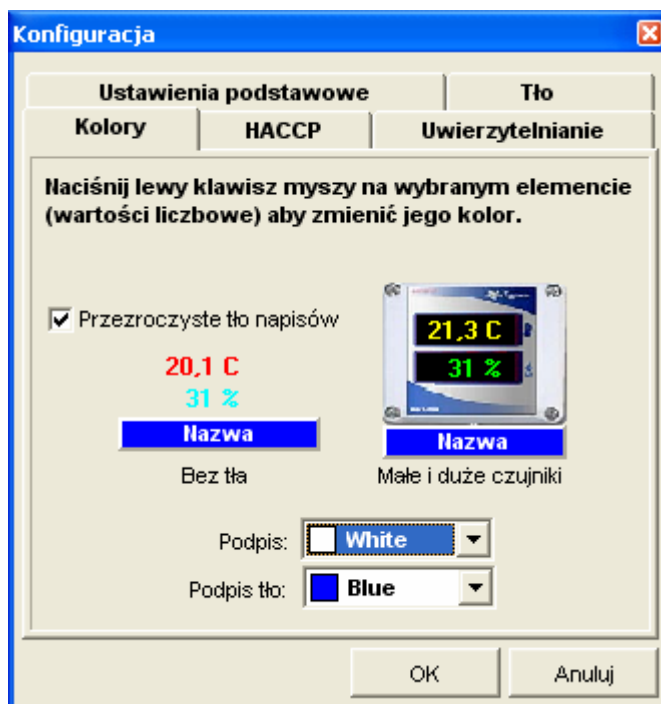 Konfiguracja
Ustawienia podstawowe
Tło
Kolory
HACCP
Uwierzytelnianie
Naciśnij lewy klawisz myszy na wybranym elemencie
(wartości liczbowe) aby zmienić jego kolor.
Przezroczyste tło napisów
20,1 C
31 %
Nazwa
Bez tła
21,3 C
31 %
Nazwa
Małe i duże czujniki
Podpis:
White
Podpis tło:
Blue
OK
Anuluj